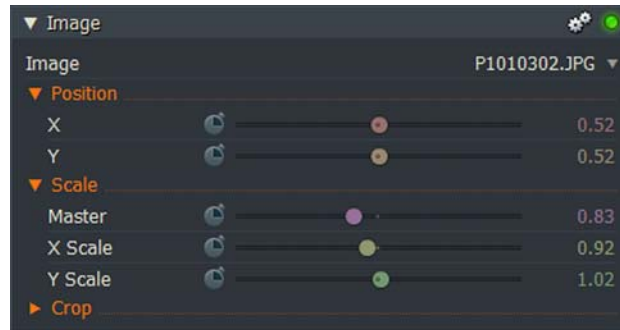 Image
Image P1010302.JPG
Position
X 0.52
Y 0.52
Scale
Master 0.83
X Scale 0.92
Y Scale 1.02
Crop